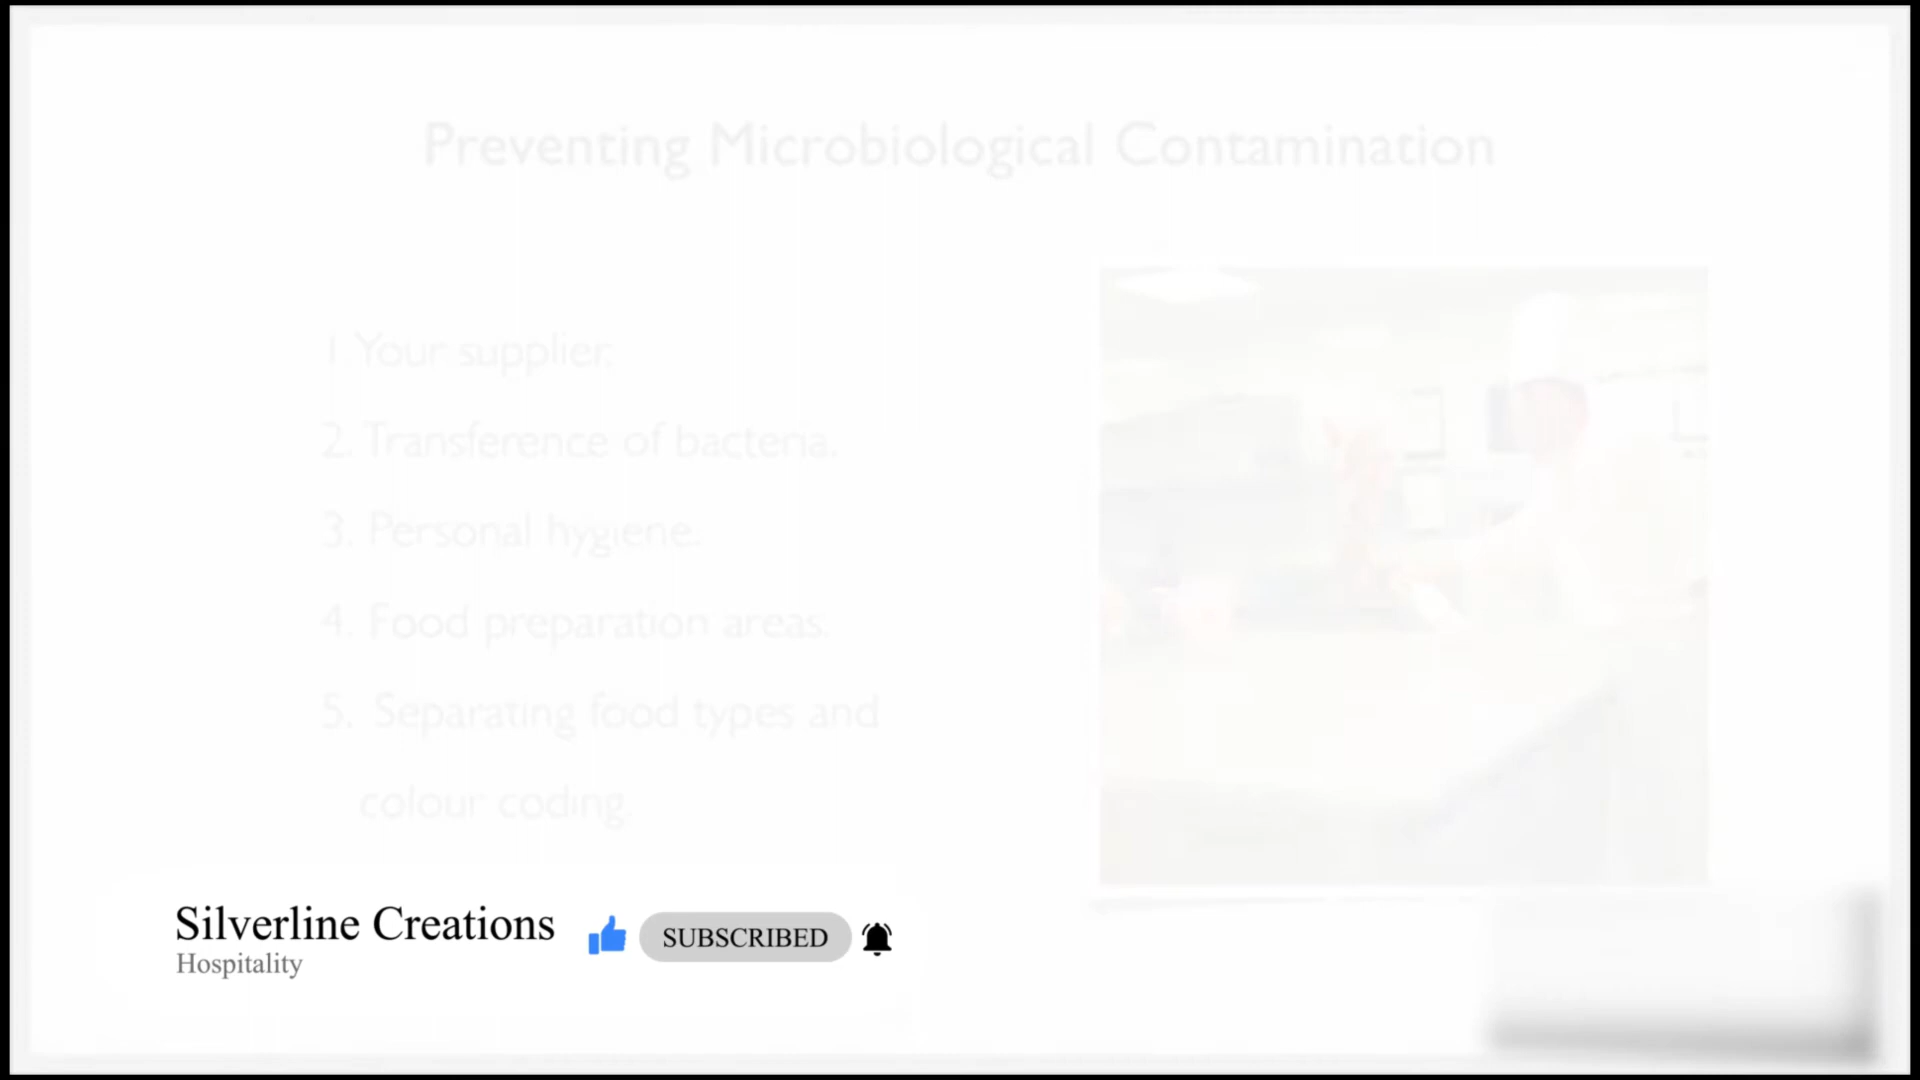 Preventing Microbiological Contamination
1. Your supplier.
2. Transference of bacteria.
3. Personal hygiene.
4. Food preparation areas.
5. Separating food types and
colour coding.
Silverline Creations
SUBSCRIBED
Hospitality